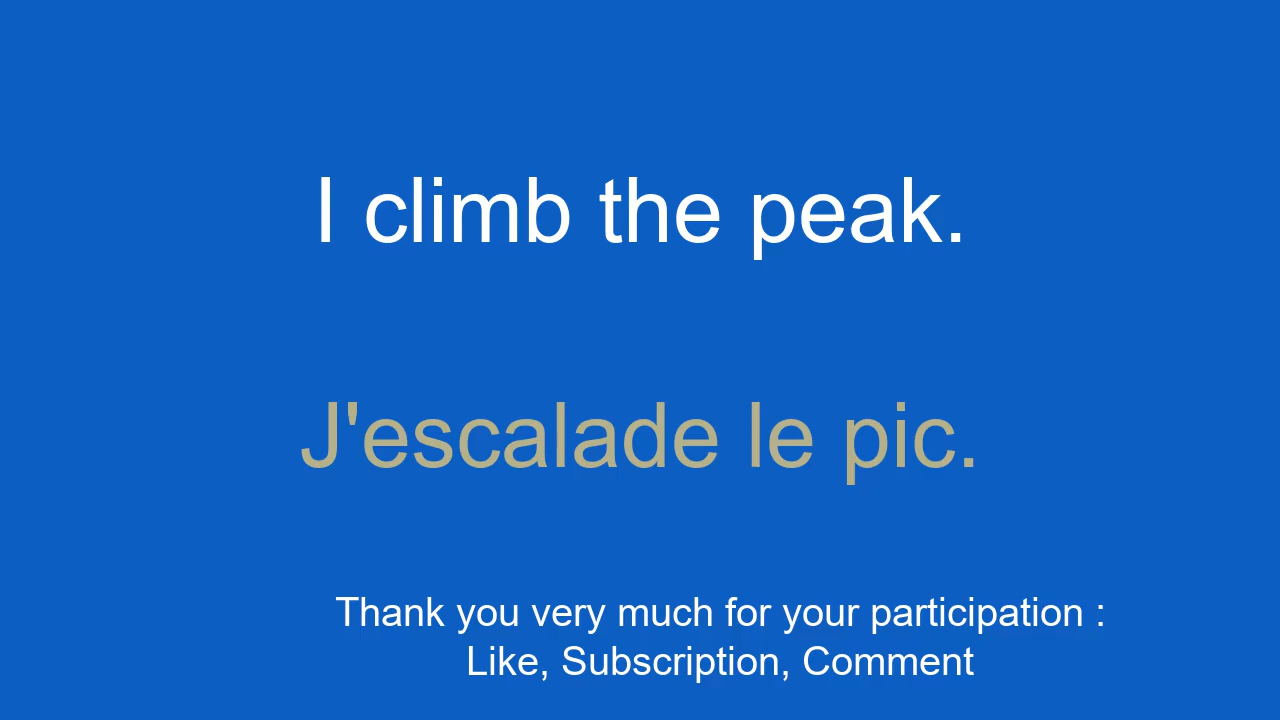 I climb the peak.
J'escalade le pic.
Thank you very much for your participation :
Like, Subscription, Comment